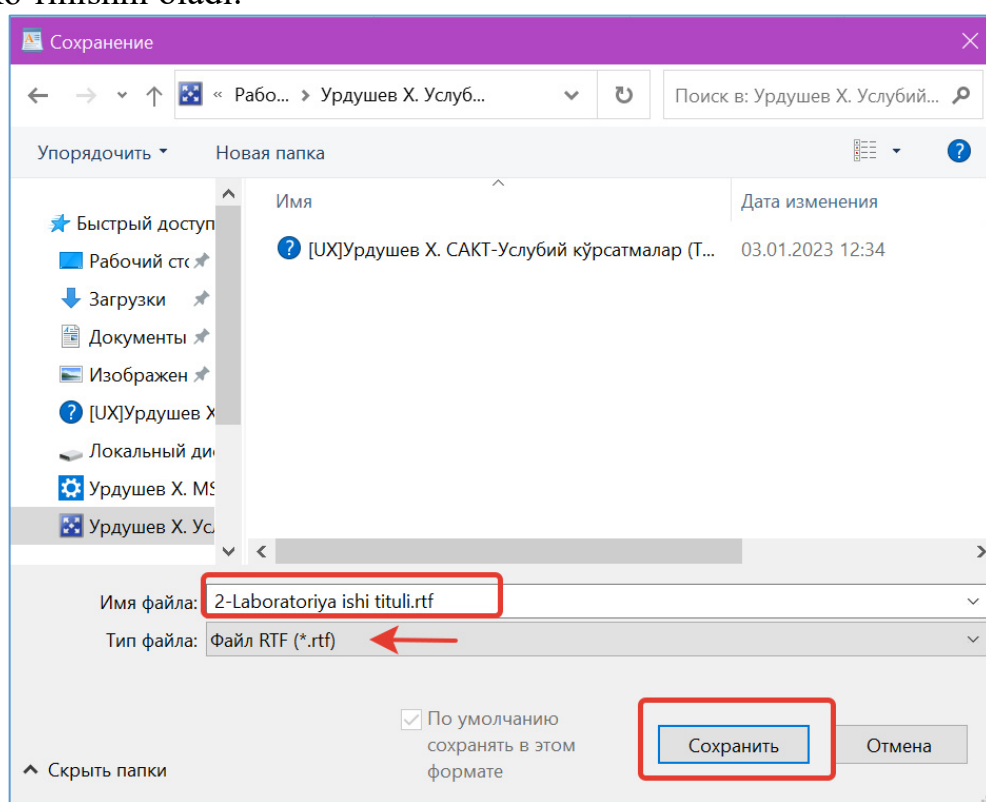 oladi.
Сохранение
« Рабо... > Урдушев Х. Услуб...
Поиск в: Урдушев Х. Услубий...
Упорядочить
Новая папка
Имя
Дата изменения
Быстрый доступ
[UX]Урдушев Х. САКТ-Услубий кўрсатмалар (Т... 03.01.2023 12:34
Рабочий стс
Загрузки
Документы
Изображен
[UX]Урдушев Х
Локальный ди
Урдушев Х. MS
Урдушев Х. Ус
Имя файла: 2-Laboratoriya ishi tituli.rtf
Тип файла: Файл RTF (*.rtf)
По умолчанию
сохранять в этом
формате
Сохранить
Отмена
Скрыть папки